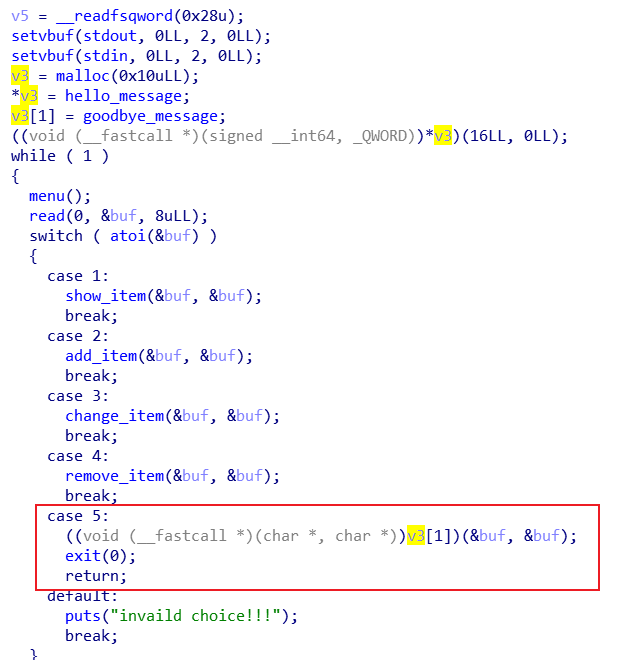 v5 = __readfsqword(0x28u);
setvbuf(stdout, 0LL, 2, 0LL);
setvbuf(stdin, 0LL, 2, 0LL);
v3 = malloc(0x10uLL);
*v3 = hello_message;
v3[1] = goodbye_message;
((void (__fastcall *)(signed __int64, _QWORD))*v3)(16LL, 0LL);
while ( 1 )
{
menu();
read(0, &buf, 8uLL);
switch ( atoi(&buf) )
{
case 1:
show_item(&buf, &buf);
break;
case 2:
add_item(&buf, &buf);
break;
case 3:
change_item(&buf, &buf);
break;
case 4:
remove_item(&buf, &buf);
break;
case 5:
((void (__fastcall *)(char *, char *))v3[1])(&buf, &buf);
exit(0);
return;
default:
puts("invaild choice!!!");
break;
}